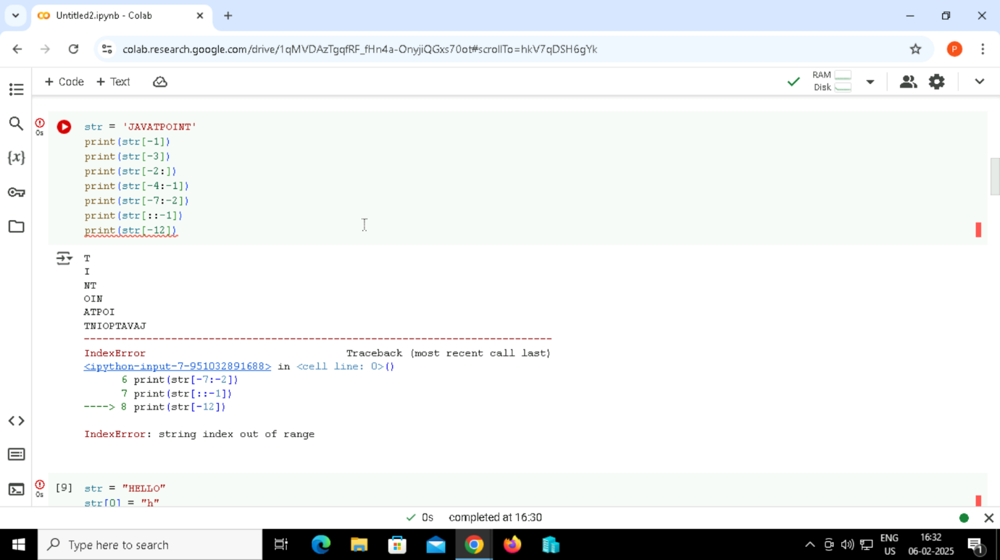 Untitled2.ipynb - Colab
colab.research.google.com/drive/1qMVDAzTgqfRF_fHn4a-OnyjiQGxs70ot#scrollTo=hkV7qDSH6gYk
P
+ Code + Text
RAM
Disk
0s
str = 'JAVATPOINT'
print(str[-1])
print(str[-3])
print(str[-2:])
print(str[-4:-1])
print(str[-7:-2])
print(str[::-1])
print(str[-12])
T
I
NT
OIN
ATPOI
TNIOPTAVAJ
---------------------------------------------------------------------------
IndexError Traceback (most recent call last)
<ipython-input-7-951032891688> in <cell line: 0>()
6 print(str[-7:-2])
7 print(str[::-1])
----> 8 print(str[-12])
IndexError: string index out of range
[9] str = "HELLO"
0s
str[0] = "h"
0s completed at 16:30
Type here to search
ENG
US
16:32
06-02-2025
1